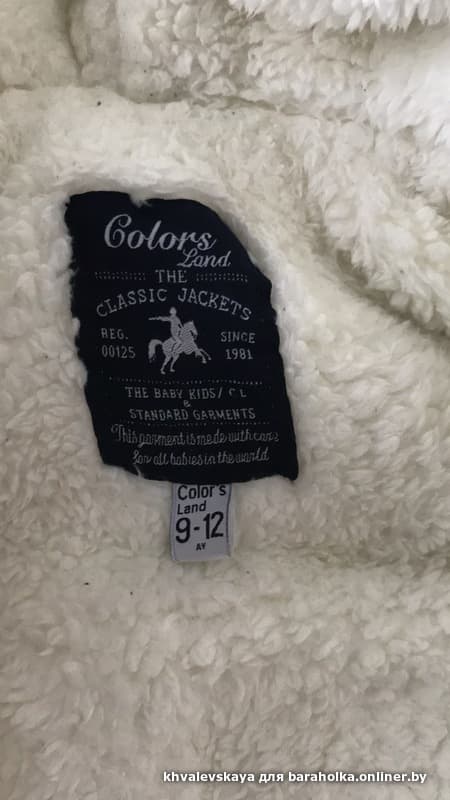 Colors
Land
THE
CLASSIC JACKETS
REG. SINCE
00125 1981
THE BABY KIDS/
&
STANDARD GARMENTS
This garment is made with care
for all babies in the world
Color's
Land
9-12
AY
khvalevskaya для baraholka.onliner.by